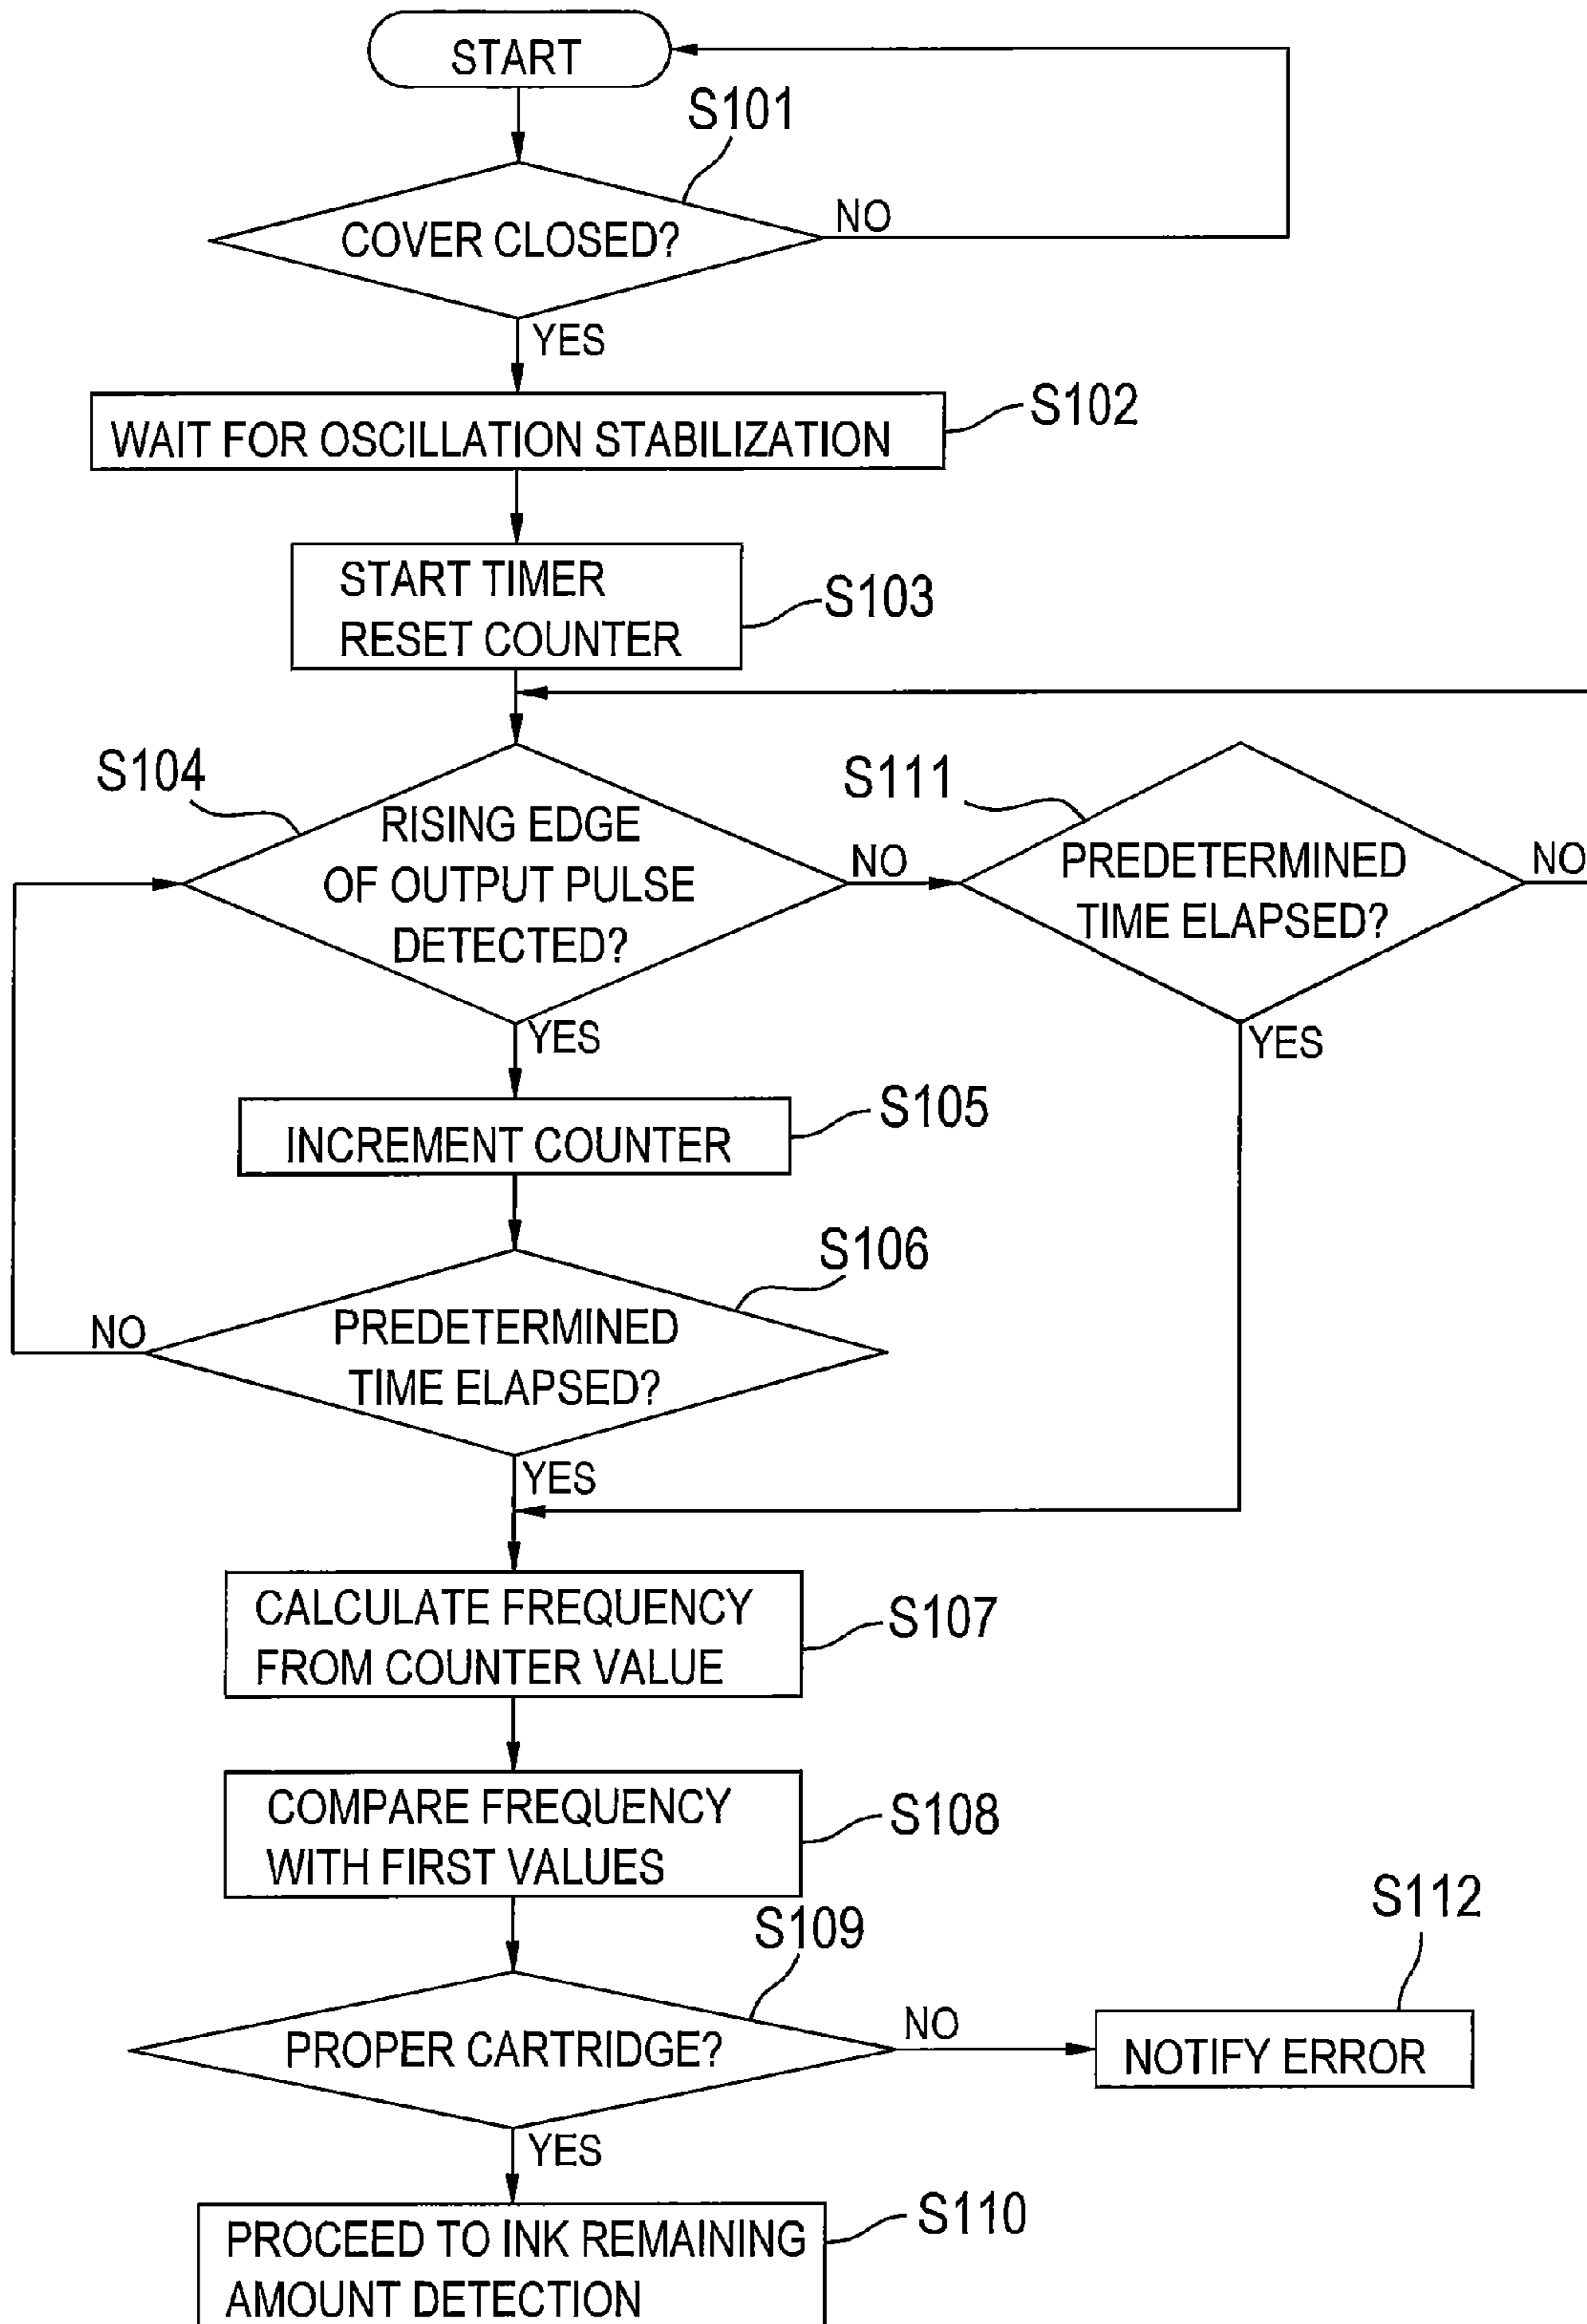 START
S101
COVER CLOSED?
NO
YES
WAIT FOR OSCILLATION STABILIZATION
S102
START TIMER
RESET COUNTER
S103
S104
RISING EDGE
OF OUTPUT PULSE
DETECTED?
NO
S111
PREDETERMINED
TIME ELAPSED?
NO
YES
YES
INCREMENT COUNTER
S105
S106
PREDETERMINED
TIME ELAPSED?
NO
YES
CALCULATE FREQUENCY
FROM COUNTER VALUE
S107
COMPARE FREQUENCY
WITH FIRST VALUES
S108
S109
PROPER CARTRIDGE?
NO
S112
NOTIFY ERROR
YES
PROCEED TO INK REMAINING
AMOUNT DETECTION
S110